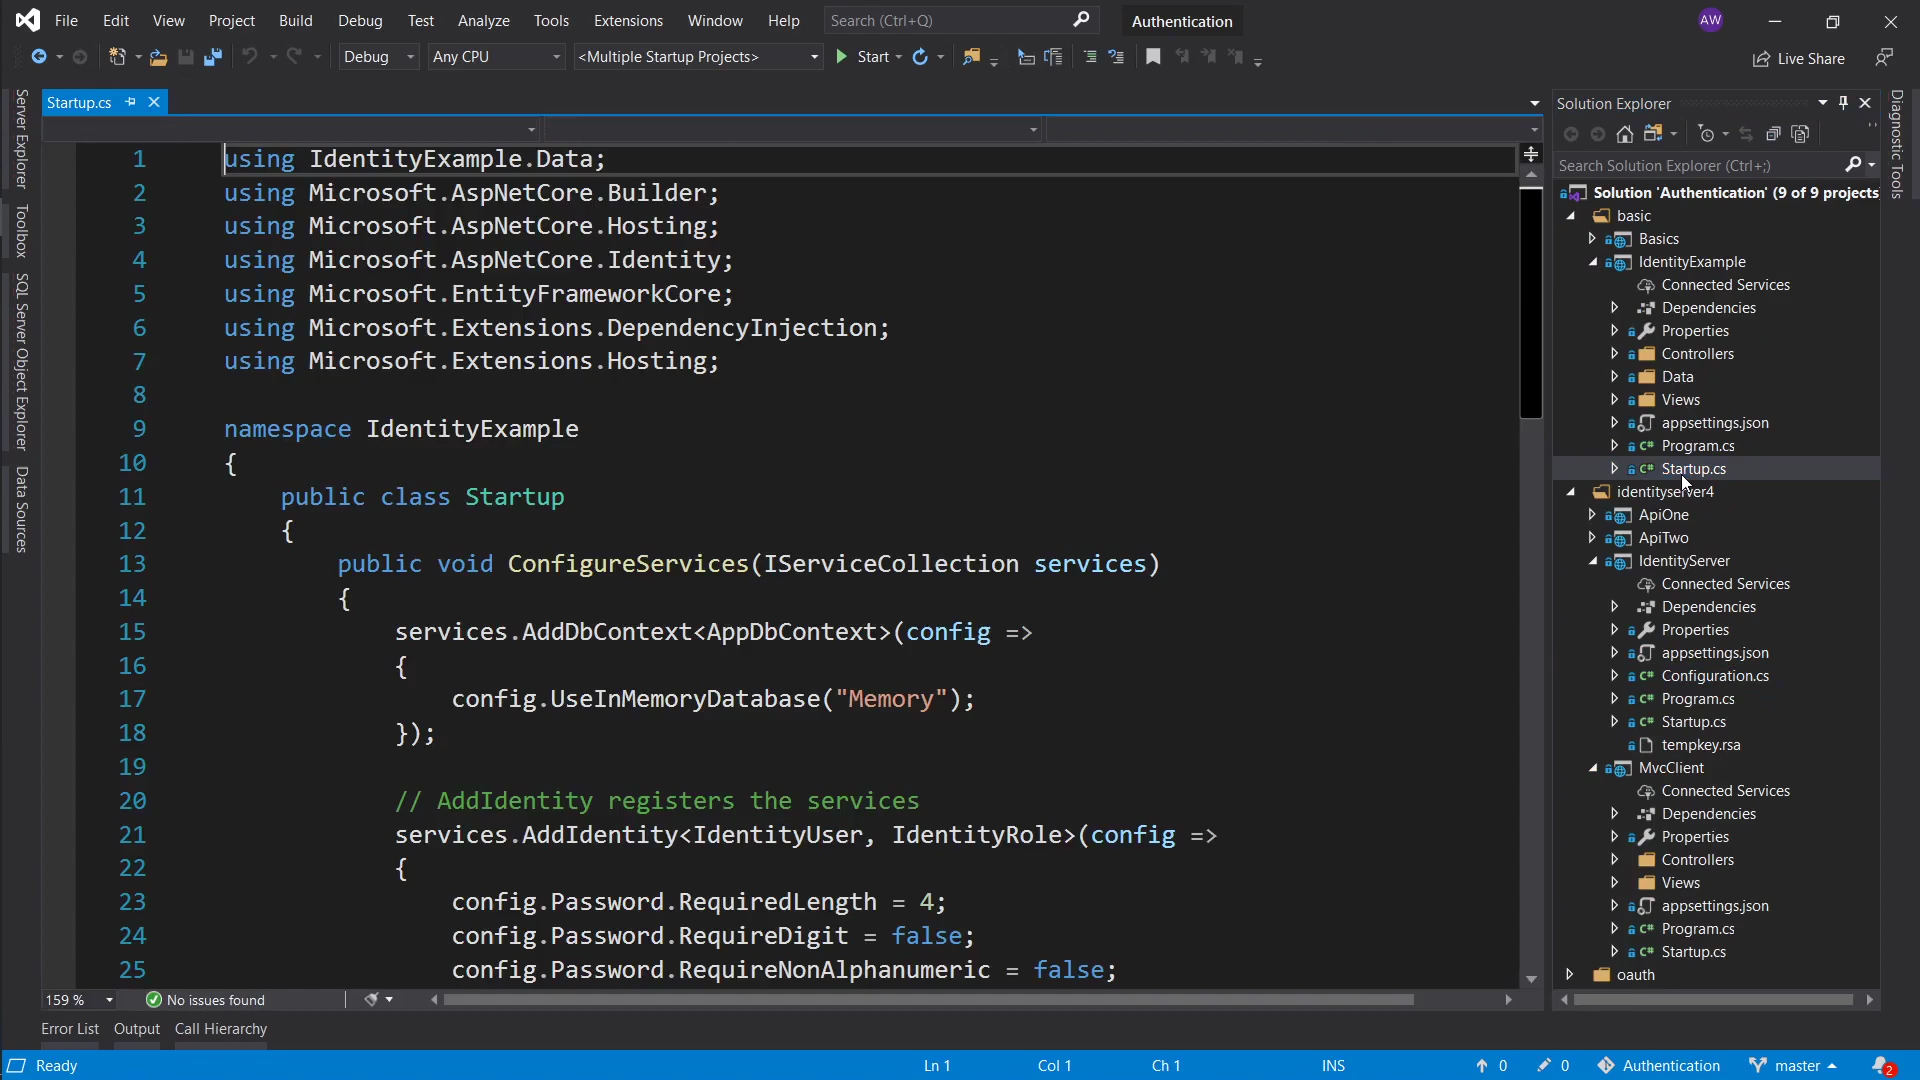 File Edit View Project Build Debug Test Analyze Tools Extensions Window Help Search (Ctrl+Q) Authentication AW
Debug Any CPU <Multiple Startup Projects> Start Live Share
Server Explorer
Toolbox
SQL Server Object Explorer
Data Sources
Startup.cs
1 using IdentityExample.Data;
2 using Microsoft.AspNetCore.Builder;
3 using Microsoft.AspNetCore.Hosting;
4 using Microsoft.AspNetCore.Identity;
5 using Microsoft.EntityFrameworkCore;
6 using Microsoft.Extensions.DependencyInjection;
7 using Microsoft.Extensions.Hosting;
8
9 namespace IdentityExample
10 {
11 public class Startup
12 {
13 public void ConfigureServices(IServiceCollection services)
14 {
15 services.AddDbContext<AppDbContext>(config =>
16 {
17 config.UseInMemoryDatabase("Memory");
18 });
19
20 // AddIdentity registers the services
21 services.AddIdentity<IdentityUser, IdentityRole>(config =>
22 {
23 config.Password.RequiredLength = 4;
24 config.Password.RequireDigit = false;
25 config.Password.RequireNonAlphanumeric = false;
159 % No issues found
Error List Output Call Hierarchy
Solution Explorer
Search Solution Explorer (Ctrl+;)
Solution 'Authentication' (9 of 9 projects
basic
Basics
IdentityExample
Connected Services
Dependencies
Properties
Controllers
Data
Views
appsettings.json
C# Program.cs
C# Startup.cs
identityserver4
ApiOne
ApiTwo
IdentityServer
Connected Services
Dependencies
Properties
appsettings.json
C# Configuration.cs
C# Program.cs
C# Startup.cs
tempkey.rsa
MvcClient
Connected Services
Dependencies
Properties
Controllers
Views
appsettings.json
C# Program.cs
C# Startup.cs
oauth
Diagnostic Tools
Ready Ln 1 Col 1 Ch 1 INS 0 0 Authentication master 2